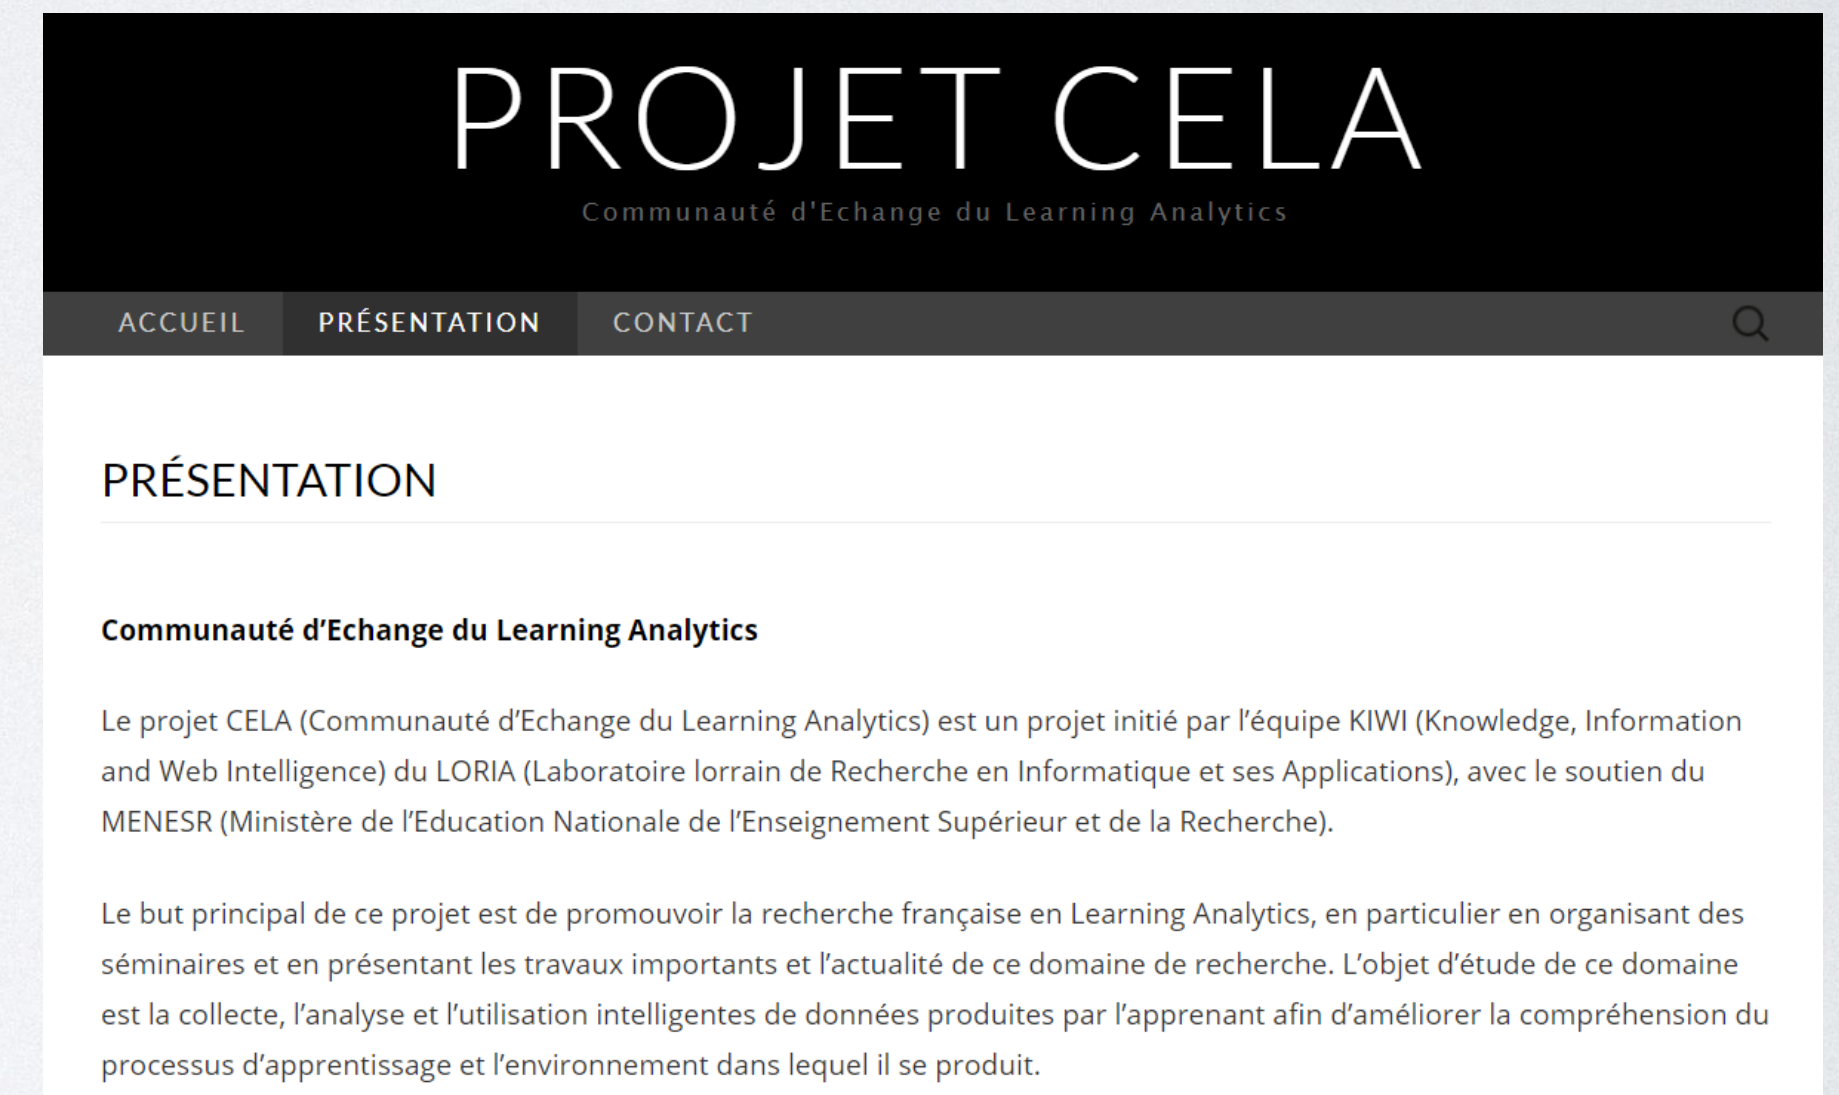 PROJET CELA
Communauté d'Echange du Learning Analytics
ACCUEIL PRÉSENTATION CONTACT
PRÉSENTATION
Communauté d’Echange du Learning Analytics
Le projet CELA (Communauté d’Echange du Learning Analytics) est un projet initié par l’équipe KIWI (Knowledge, Information
and Web Intelligence) du LORIA (Laboratoire lorrain de Recherche en Informatique et ses Applications), avec le soutien du
MENESR (Ministère de l’Education Nationale de l’Enseignement Supérieur et de la Recherche).
Le but principal de ce projet est de promouvoir la recherche française en Learning Analytics, en particulier en organisant des
séminaires et en présentant les travaux importants et l’actualité de ce domaine de recherche. L’objet d’étude de ce domaine
est la collecte, l’analyse et l’utilisation intelligentes de données produites par l’apprenant afin d’améliorer la compréhension du
processus d’apprentissage et l’environnement dans lequel il se produit.